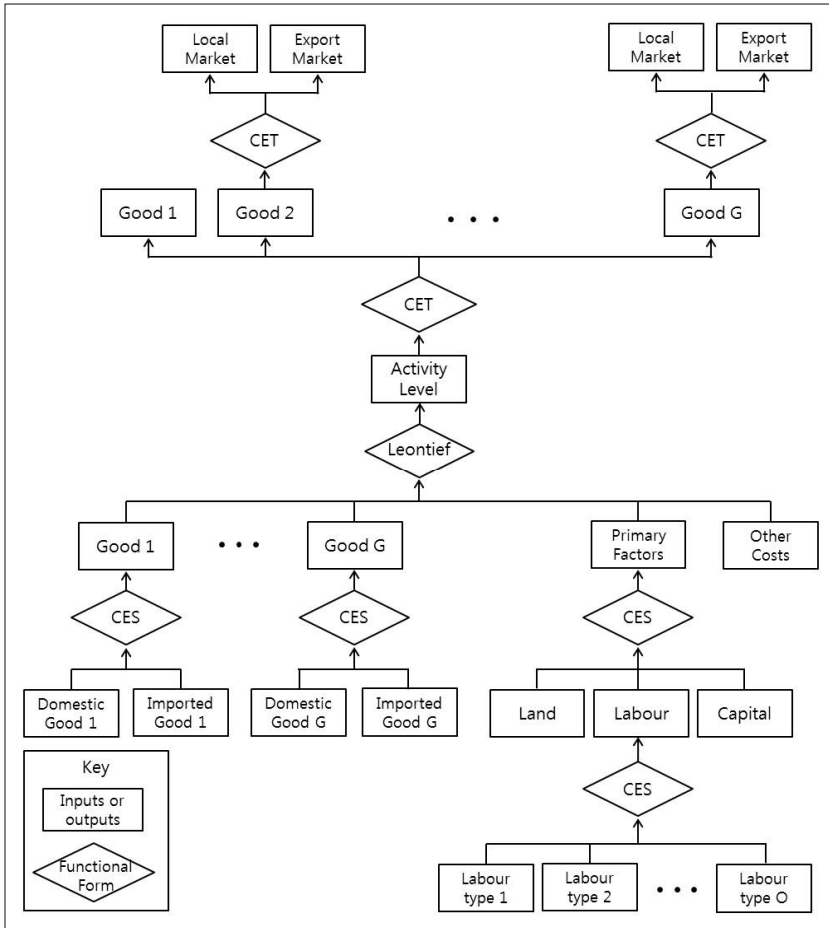 Local
Market
Export
Market
Local
Market
Export
Market
CET
CET
Good 1
Good 2
• • •
Good G
CET
Activity
Level
Leontief
Good 1
• • •
Good G
Primary
Factors
Other
Costs
CES
CES
CES
Domestic
Good 1
Imported
Good 1
Domestic
Good G
Imported
Good G
Land
Labour
Capital
Key
Inputs or
outputs
Functional
Form
CES
Labour
type 1
Labour
type 2
• • •
Labour
type O